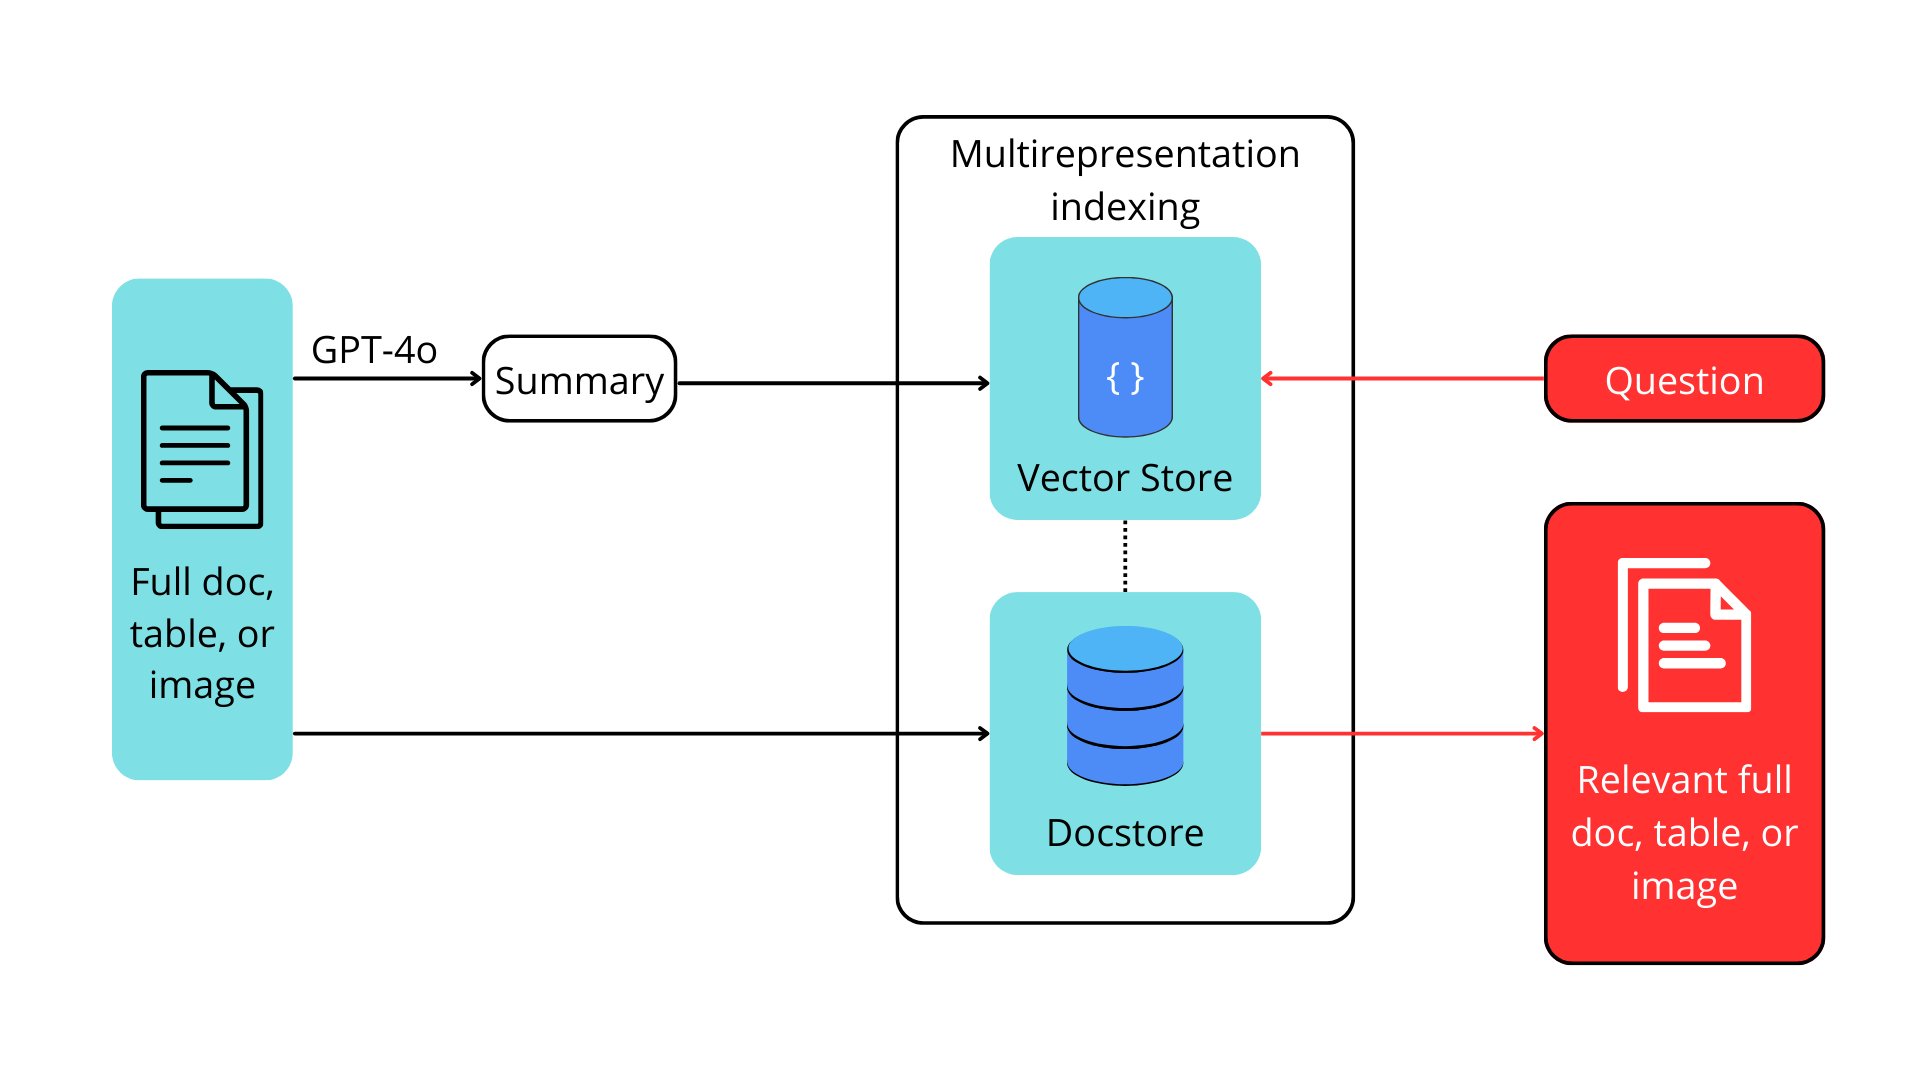 Multirepresentation
indexing
GPT-4o
Summary
{ }
Vector Store
Question
Full doc,
table, or
image
Docstore
Relevant full
doc, table, or
image